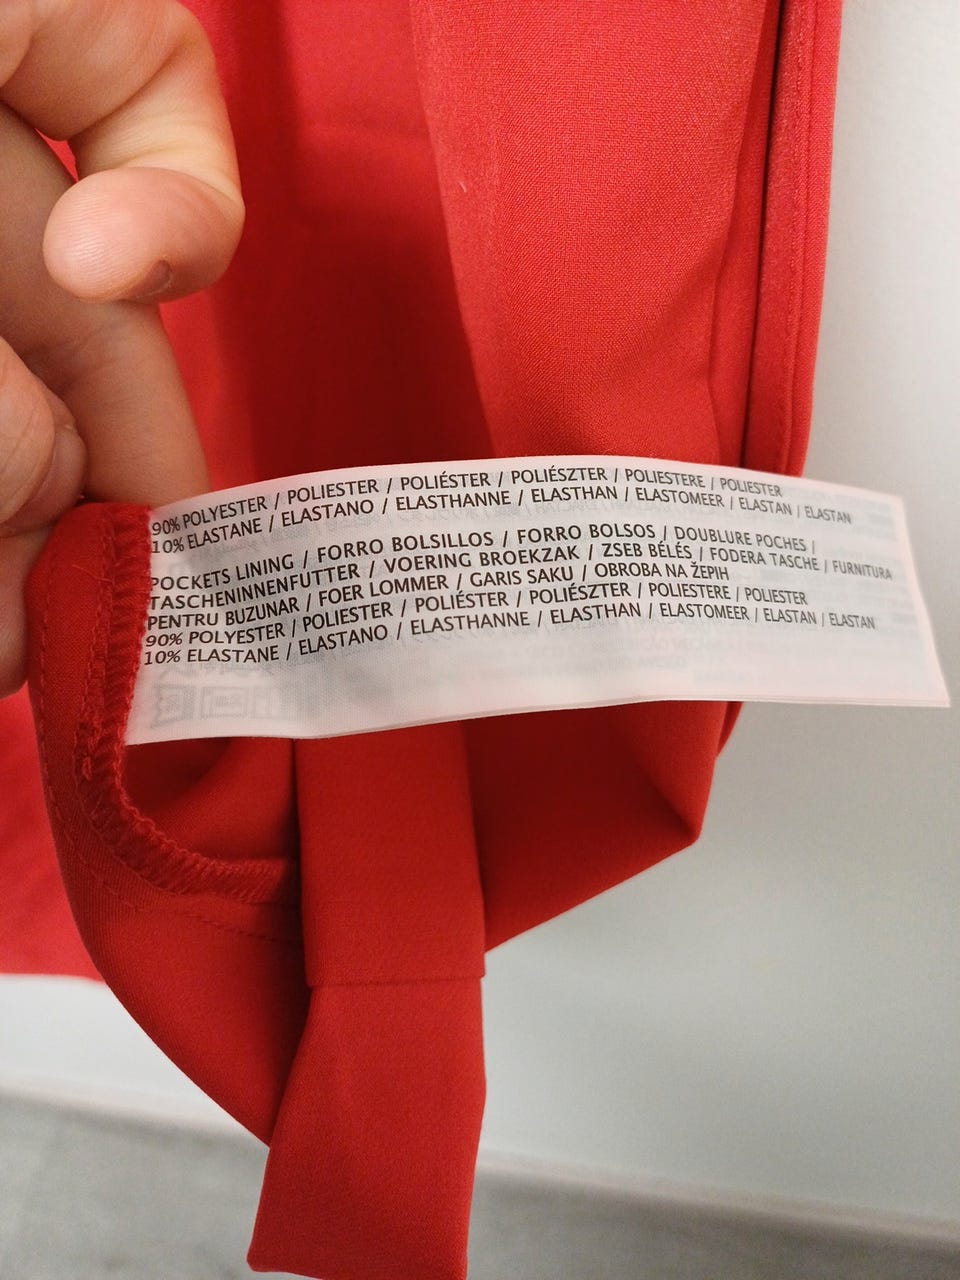 90% POLYESTER / POLIESTER / POLIÉSTER / POLIÉSZTER / POLIESTERE / POLIESTER
10% ELASTANE / ELASTANO / ELASTHANNE / ELASTHAN / ELASTOMEER / ELASTAN / ELASTAN
POCKETS LINING / FORRO BOLSILLOS / FORRO BOLSOS / DOUBLURE POCHES /
TASCHENINNENFUTTER / VOERING BROEKZAK / ZSEB BÉLÉS / FODERA TASCHE / FURNITURA
PENTRU BUZUNAR / FOER LOMMER / GARIS SAKU / OBROBA NA ŽEPIH
90% POLYESTER / POLIESTER / POLIÉSTER / POLIÉSZTER / POLIESTERE / POLIESTER
10% ELASTANE / ELASTANO / ELASTHANNE / ELASTHAN / ELASTOMEER / ELASTAN / ELASTAN